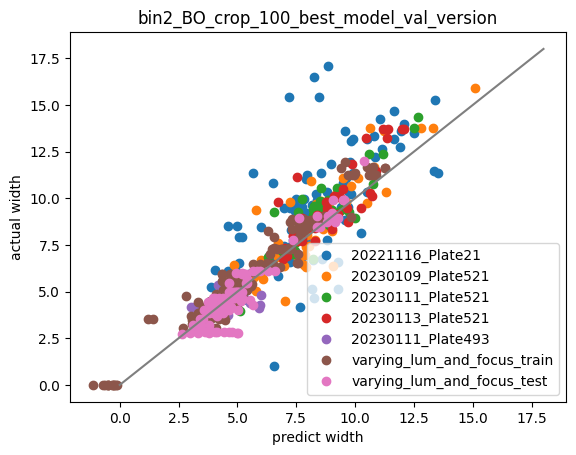 bin2_BO_crop_100_best_model_val_version
actual width
17.5
15.0
12.5
10.0
7.5
5.0
2.5
0.0
20221116_Plate21
20230109_Plate521
20230111_Plate521
20230113_Plate521
20230111_Plate493
varying_lum_and_focus_train
varying_lum_and_focus_test
0.0 2.5 5.0 7.5 10.0 12.5 15.0 17.5
predict width